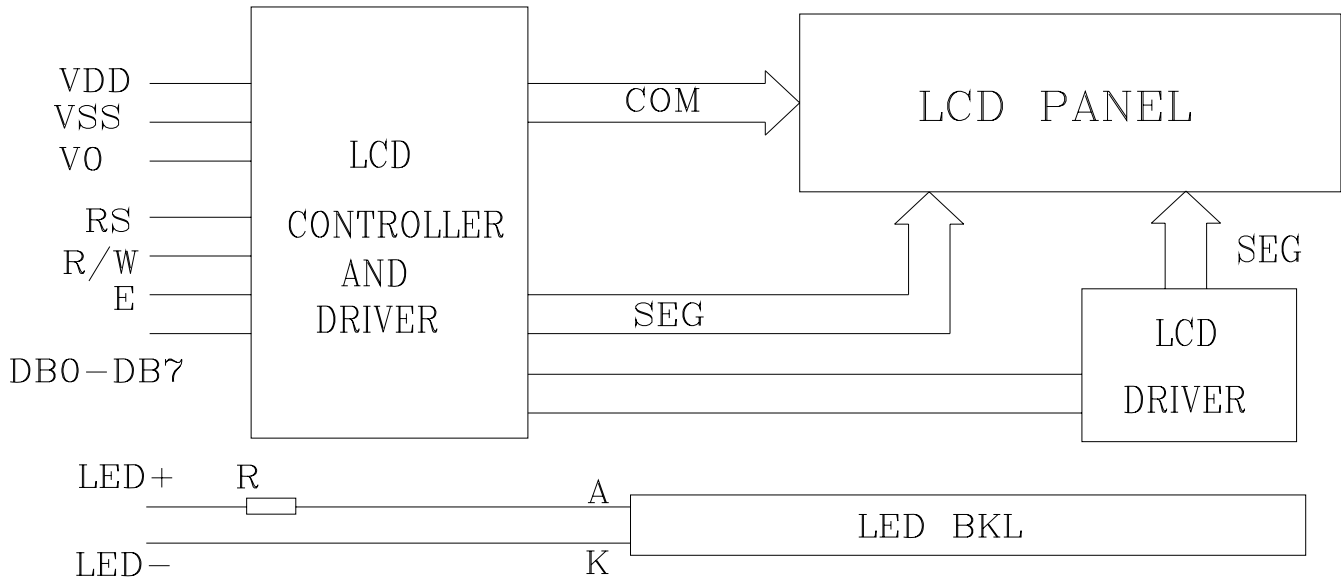 VDD
VSS
V0
RS
R/W
E
DB0-DB7
LCD
CONTROLLER
AND
DRIVER
COM
LCD PANEL
SEG
SEG
LCD
DRIVER
LED+
R
A
LED BKL
LED-
K